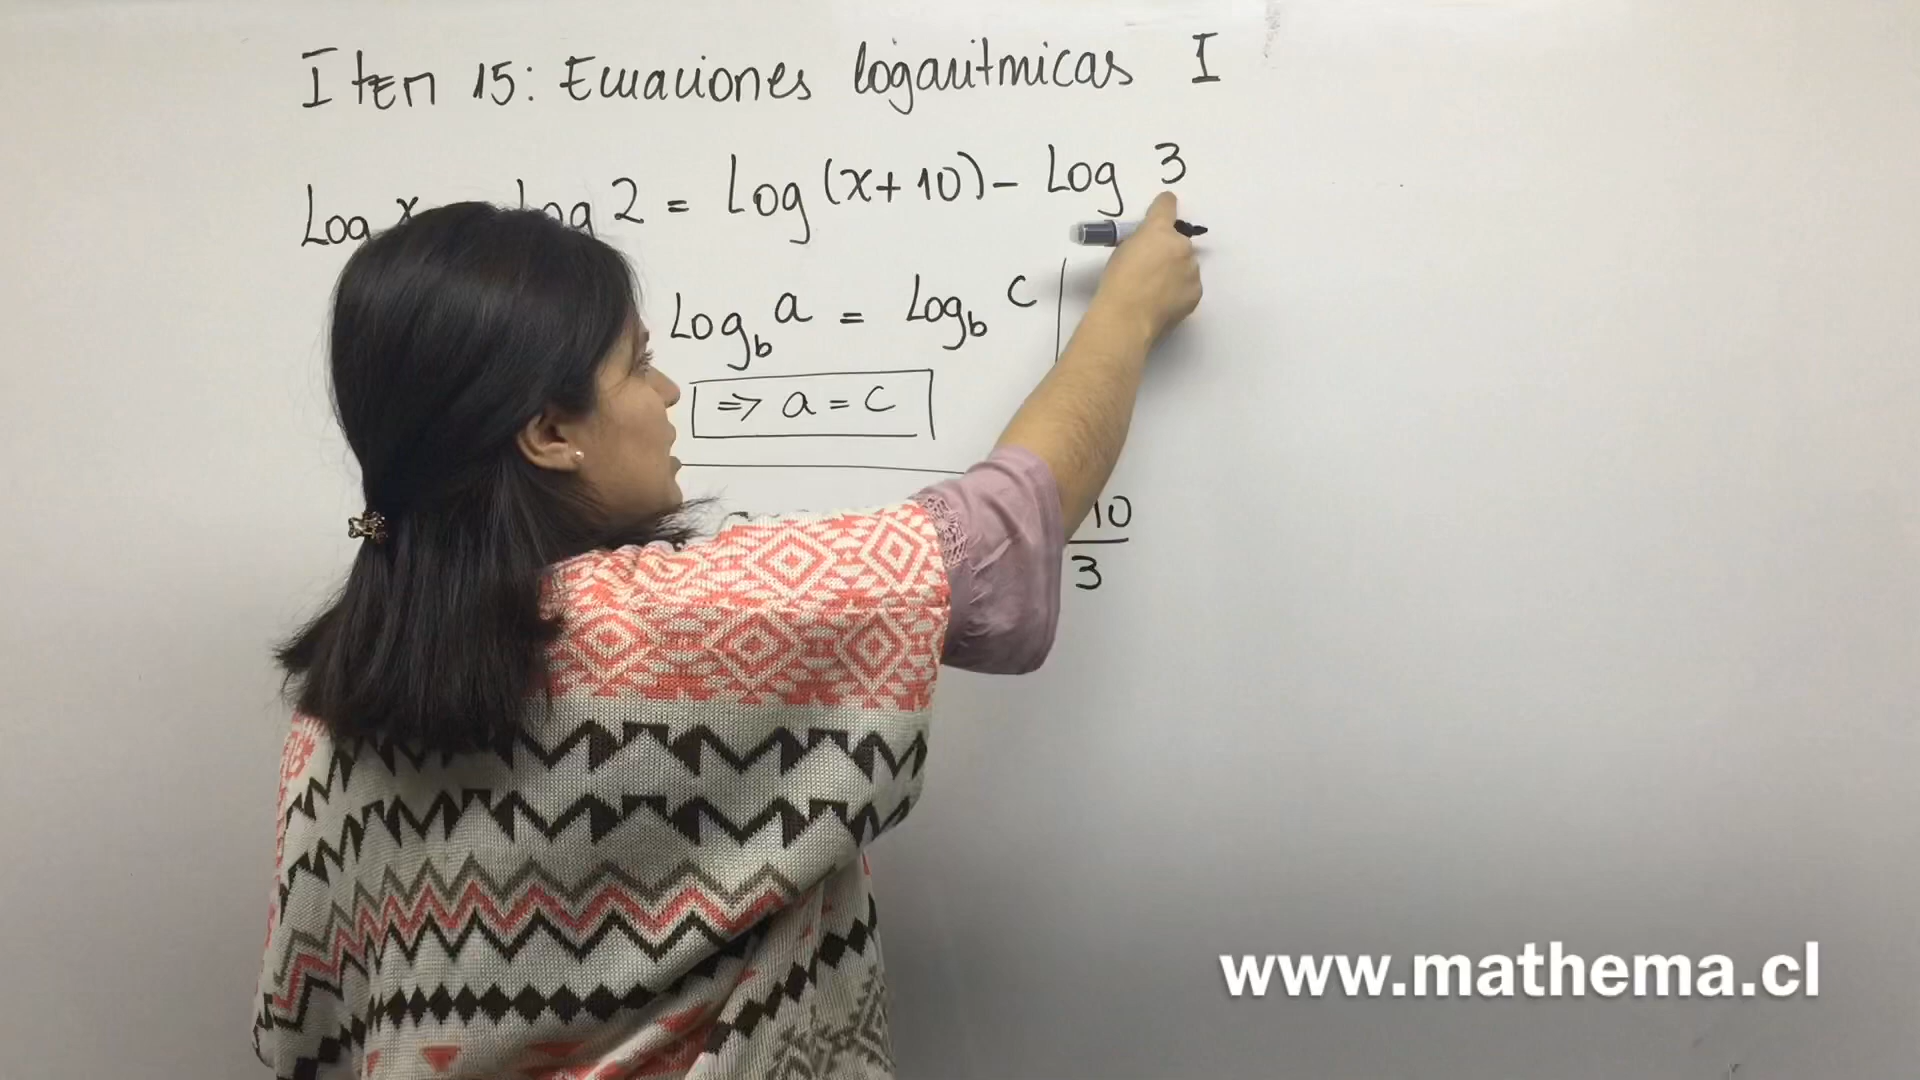 Item 15: Ecuaciones logaritmicas I
Log x log 2 = Log (x+10) - Log 3
Log_b a = Log_b c
⇒ a = c
10
3
www.mathema.cl